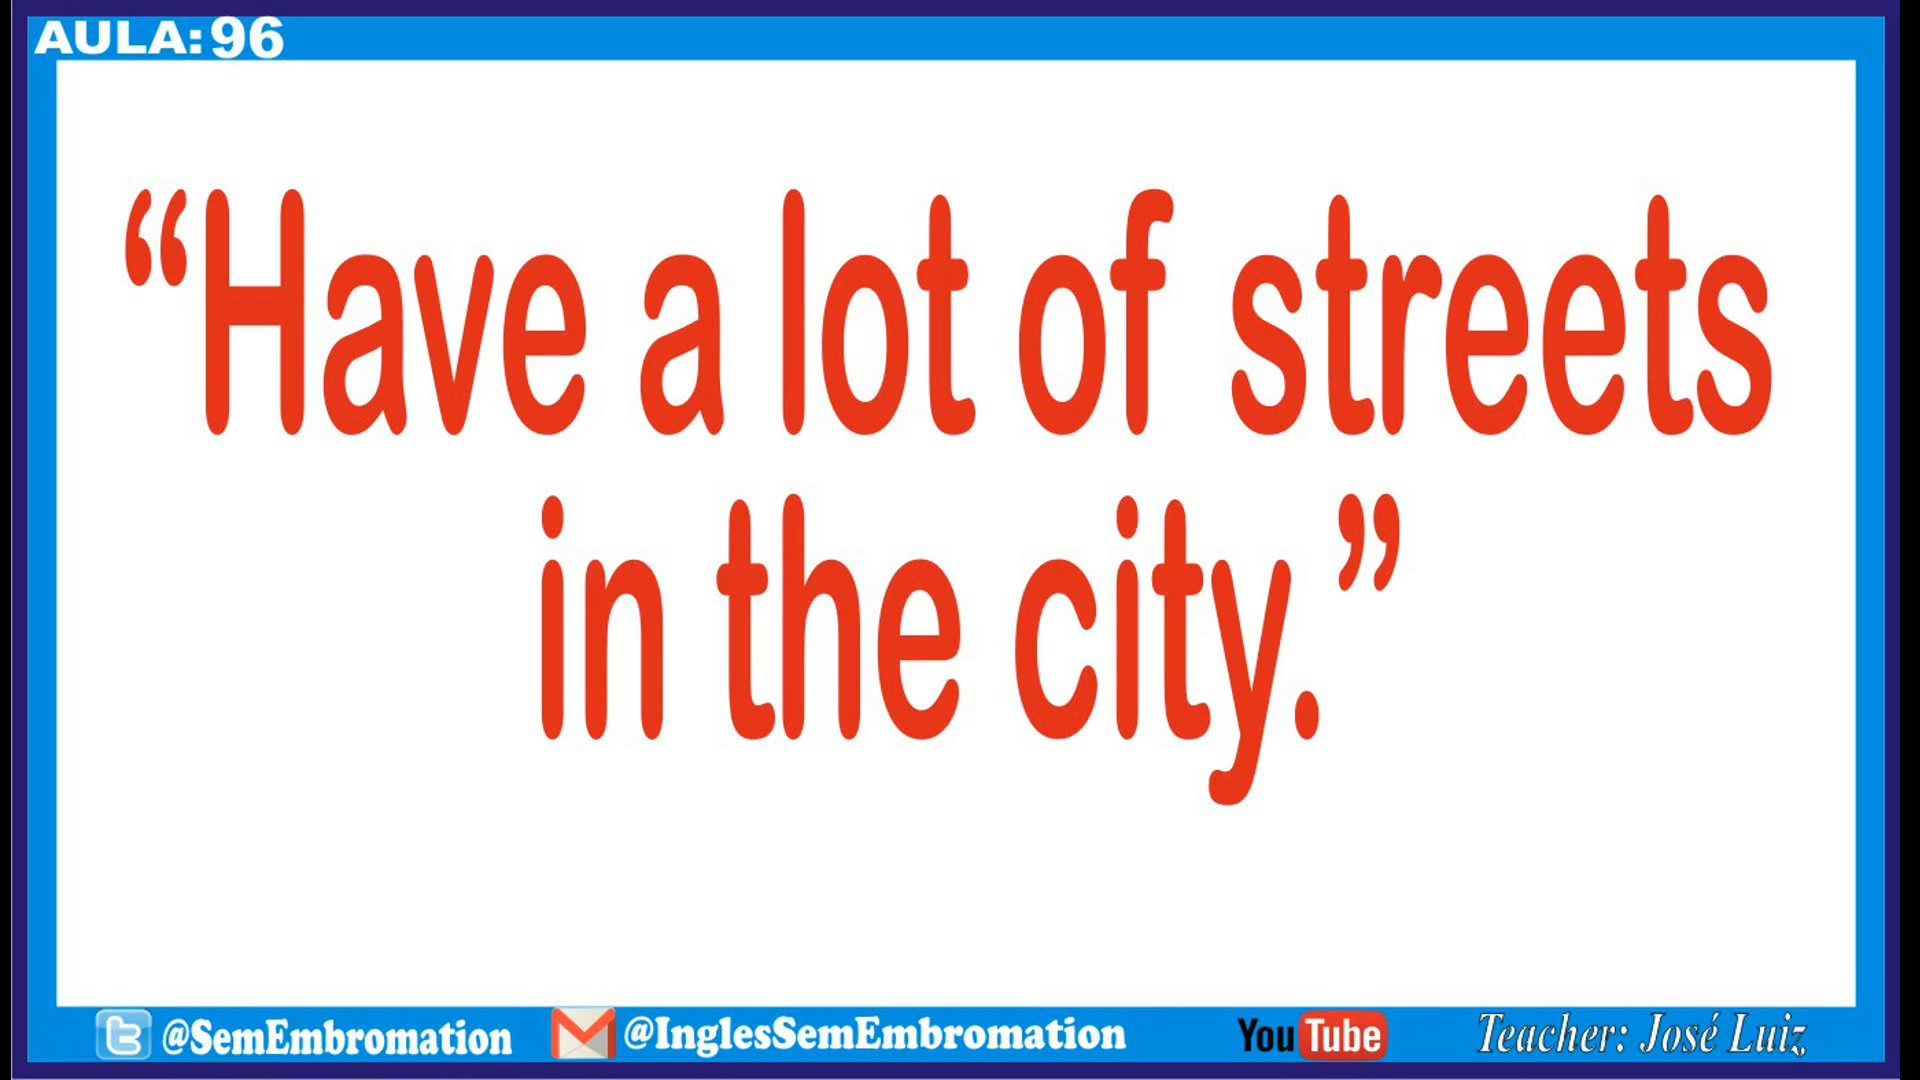 AULA:96
“Have a lot of streets
in the city.”
@SemEmbromation @InglesSemEmbromation YouTube Teacher: José Luiz